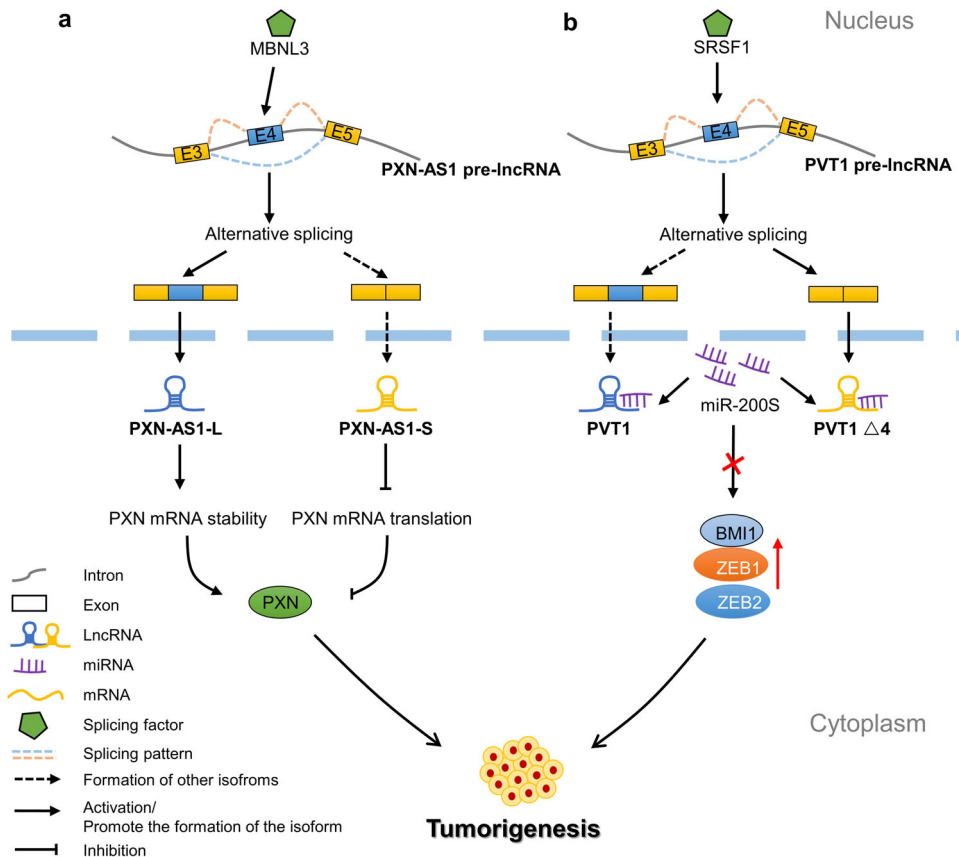 a
b
Nucleus
MBNL3
SRSF1
E3
E4
E5
PXN-AS1 pre-lncRNA
E3
E4
E5
PVT1 pre-lncRNA
Alternative splicing
Alternative splicing
PXN-AS1-L
PXN-AS1-S
PVT1
miR-200S
PVT1 △4
PXN mRNA stability
PXN mRNA translation
PXN
BMI1
ZEB1
ZEB2
Intron
Exon
LncRNA
miRNA
mRNA
Splicing factor
Splicing pattern
Formation of other isofroms
Activation/
Promote the formation of the isoform
Inhibition
Cytoplasm
Tumorigenesis